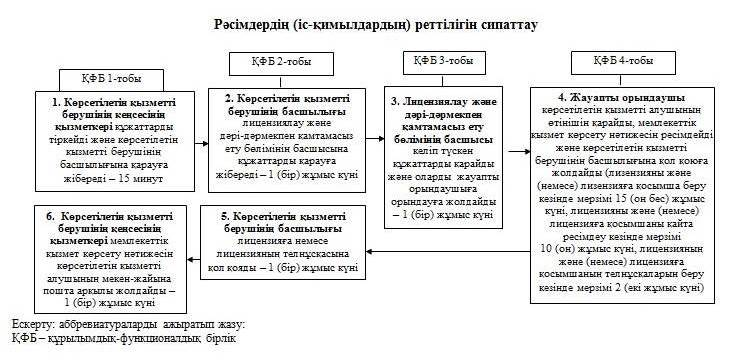 Рәсімдердің (іс-қимылдардың) реттілігін сипаттау
ҚФБ 1-тобы
ҚФБ 2-тобы
ҚФБ 3-тобы
ҚФБ 4-тобы
1. Көрсетілетін қызметті
берушінің кеңсесінің
қызметкері құжаттарды
тіркейді және көрсетілетін
қызметті берушінің
басшылығына қарауға
жібереді – 15 минут
2. Көрсетілетін қызметті
берушінің басшылығы
лицензиялау және
дәрі-дәрмекпен қамтамасыз
ету бөлімінің басшысына
құжаттарды қарауға
жібереді – 1 (бір) жұмыс күні
3. Лицензиялау және
дәрі-дәрмекпен
қамтамасыз ету
бөлімінің басшысы
келіп түскен
құжаттарды қарайды
және оларды жауапты
орындаушыға
орындауға жолдайды
– 1 (бір) жұмыс күні
4. Жауапты орындаушы
көрсетілетін қызметті алушының
өтінішін қарайды, мемлекеттік
қызмет көрсету нәтижесін ресімдейді
және көрсетілетін қызметті
берушінің басшылығына қол қоюға
жолдайды (лизензияны және
(немесе) лизензияға қосымша беру
кезінде мерзімі 15 (он бес) жұмыс
күні, лицензияны және (немесе)
лицензияға қосымшаны қайта
ресімдеу кезінде мерзімі
10 (он) жұмыс күні, лицензияның
және (немесе) лицензияға
қосымшаның телнұсқаларын беру
кезінде мерзімі 2 (екі жұмыс күні)
5. Көрсетілетін қызметті
берушінің басшылығы
лицензияға немесе
лицензияның телнұсқасына
қол қояды – 1 (бір) жұмыс күні
6. Көрсетілетін қызметті
берушінің кеңсесінің
қызметкері мемлекеттік
қызмет көрсету нәтижесін
көрсетілетін қызметті
алушының мекен-жайына
пошта арқылы жолдайды –
1 (бір) жұмыс күні
Ескерту: аббревиатураларды ажыратып жазу:
ҚФБ – құрылымдық-функционалдық бірлік